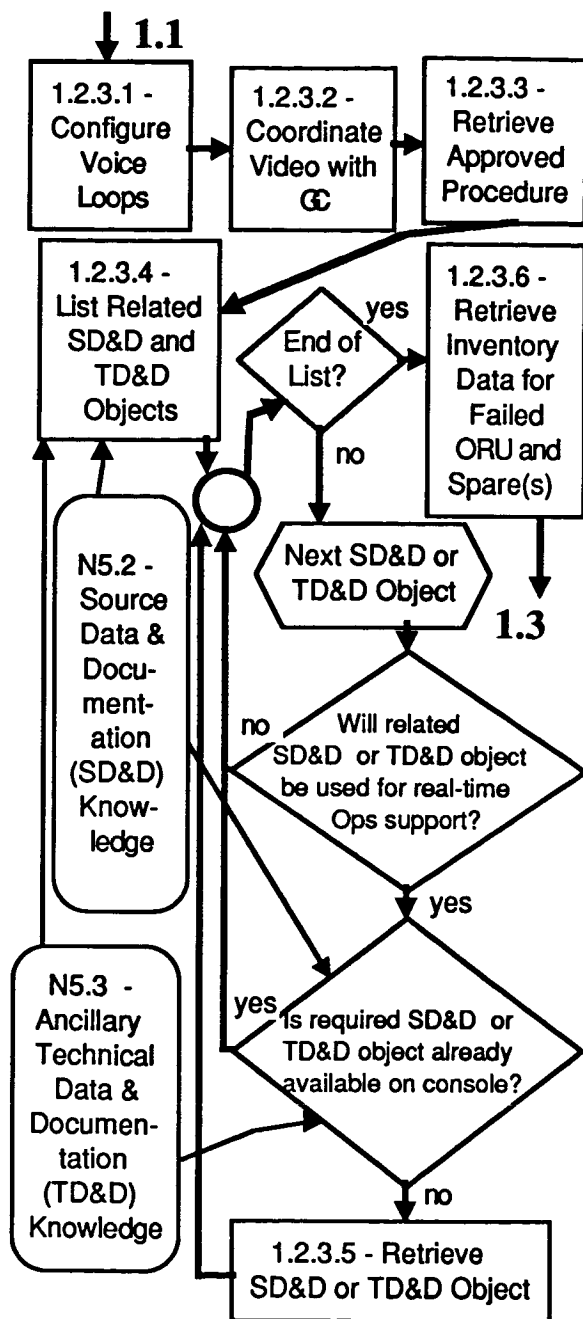 1.1
1.2.3.1 -
Configure
Voice
Loops
1.2.3.2 -
Coordinate
Video with
GC
1.2.3.3 -
Retrieve
Approved
Procedure
1.2.3.4 -
List Related
SD&D and
TD&D
Objects
End of
List?
yes
no
1.2.3.6 -
Retrieve
Inventory
Data for
Failed
ORU and
Spare(s)
1.3
Next SD&D or
TD&D Object
N5.2 -
Source
Data &
Docu-
ment-
ation
(SD&D)
Know-
ledge
no
Will related
SD&D or TD&D object
be used for real-time
Ops support?
yes
N5.3 -
Ancillary
Technical
Data &
Documen-
tation
(TD&D)
Knowledge
yes
Is required SD&D or
TD&D object already
available on console?
no
1.2.3.5 - Retrieve
SD&D or TD&D Object